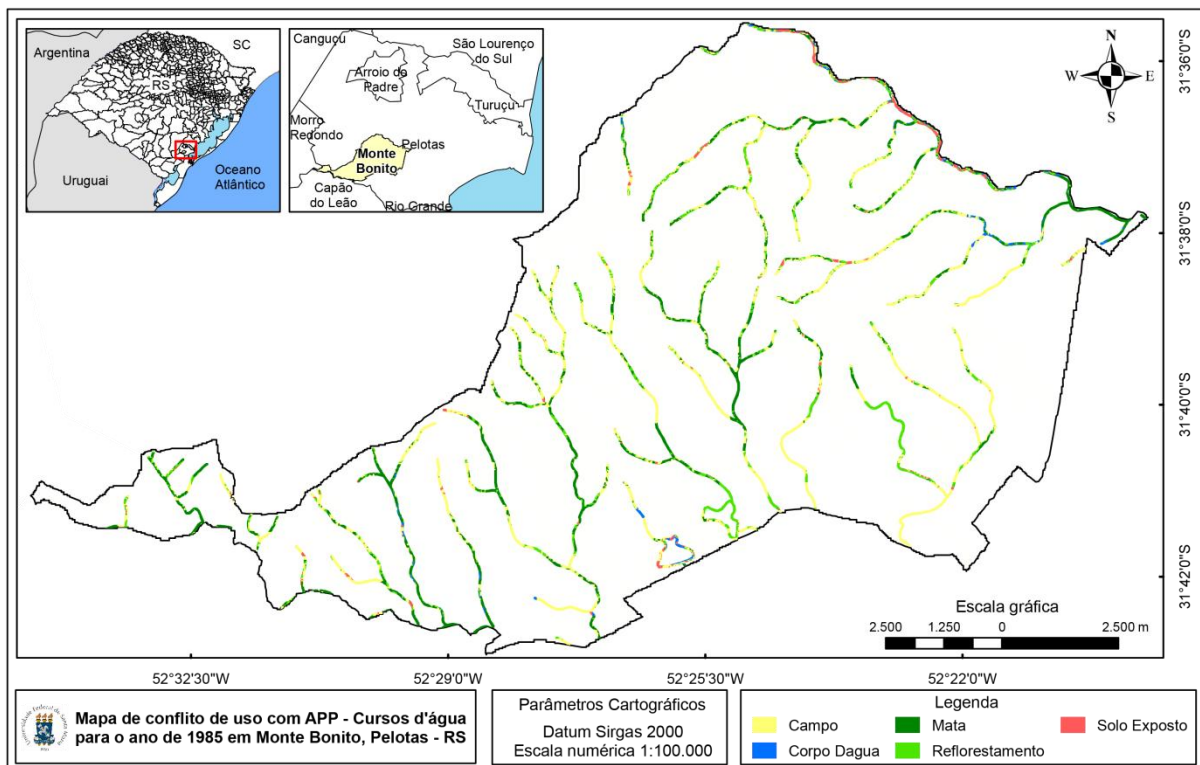 Argentina
SC
RS
Uruguai
Oceano
Atlântico
Canguçu
São Lourenço
do Sul
Arroio do
Padre
Turuçu
Morro
Redondo
Pelotas
Monte
Bonito
Capão
do Leão
Rio Grande
N
W E
S
31°36'0"S
31°38'0"S
31°40'0"S
31°42'0"S
Escala gráfica
2.500 1.250 0 2.500 m
52°32'30"W 52°29'0"W 52°25'30"W 52°22'0"W
Mapa de conflito de uso com APP - Cursos d'água
para o ano de 1985 em Monte Bonito, Pelotas - RS
Parâmetros Cartográficos
Datum Sirgas 2000
Escala numérica 1:100.000
Legenda
Campo Mata Solo Exposto
Corpo Dagua Reflorestamento